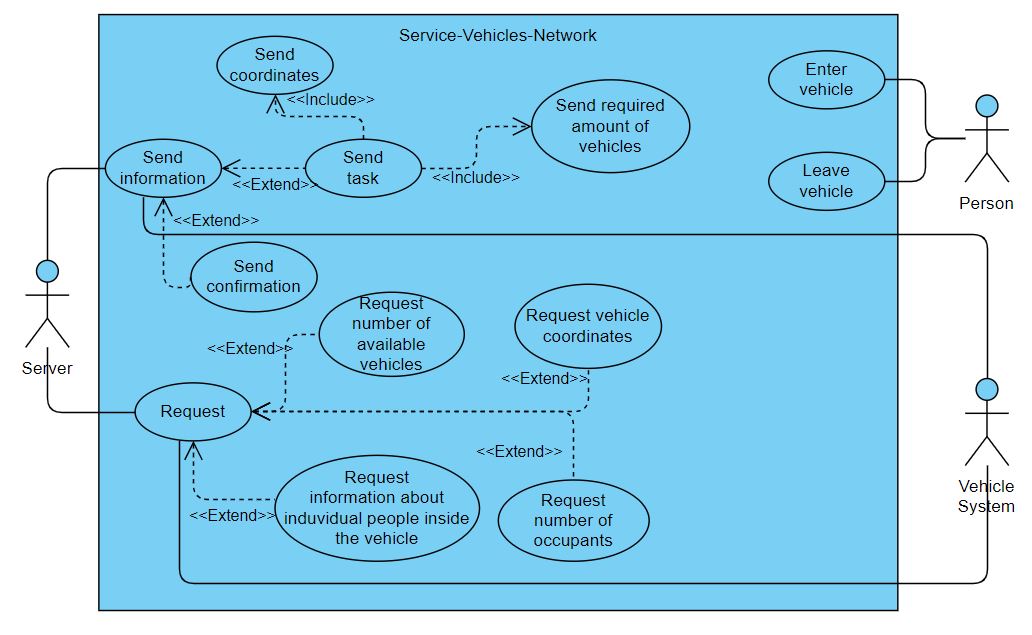 Service-Vehicles-Network
Send
coordinates
<<Include>>
Send required
amount of
vehicles
Enter
vehicle
Send
information
<<Extend>>
Send
task
<<Include>>
Leave
vehicle
Person
<<Extend>>
Send
confirmation
Server
Request
number of
available
vehicles
<<Extend>>
Request vehicle
coordinates
<<Extend>>
Request
<<Extend>>
Request
information about
induvidual people inside
the vehicle
<<Extend>>
Request
number of
occupants
Vehicle
System